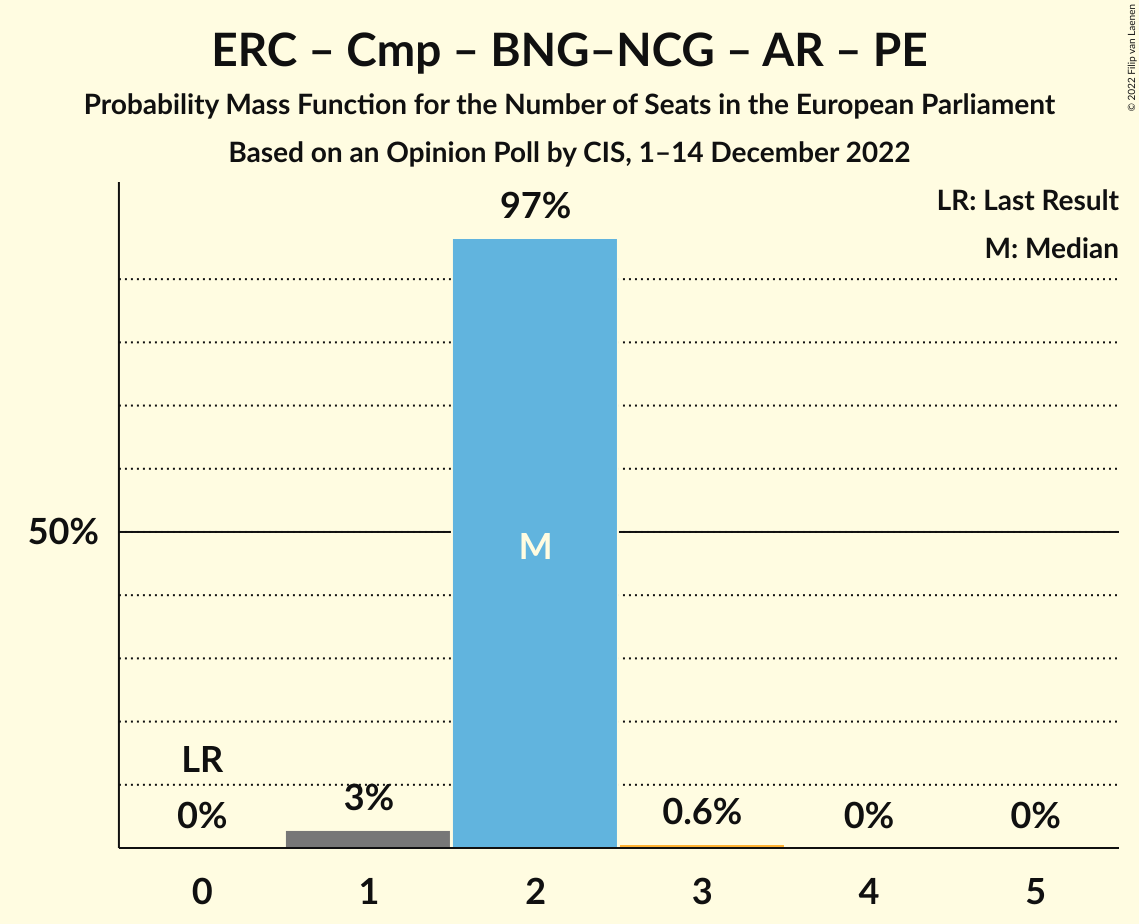 ERC – Cmp – BNG–NCG – AR – PE
Probability Mass Function for the Number of Seats in the European Parliament
Based on an Opinion Poll by CIS, 1–14 December 2022
© 2022 Filip van Laenen
LR: Last Result
M: Median
97%
50%
M
LR
0%
3%
0.6%
0%
0%
0
1
2
3
4
5